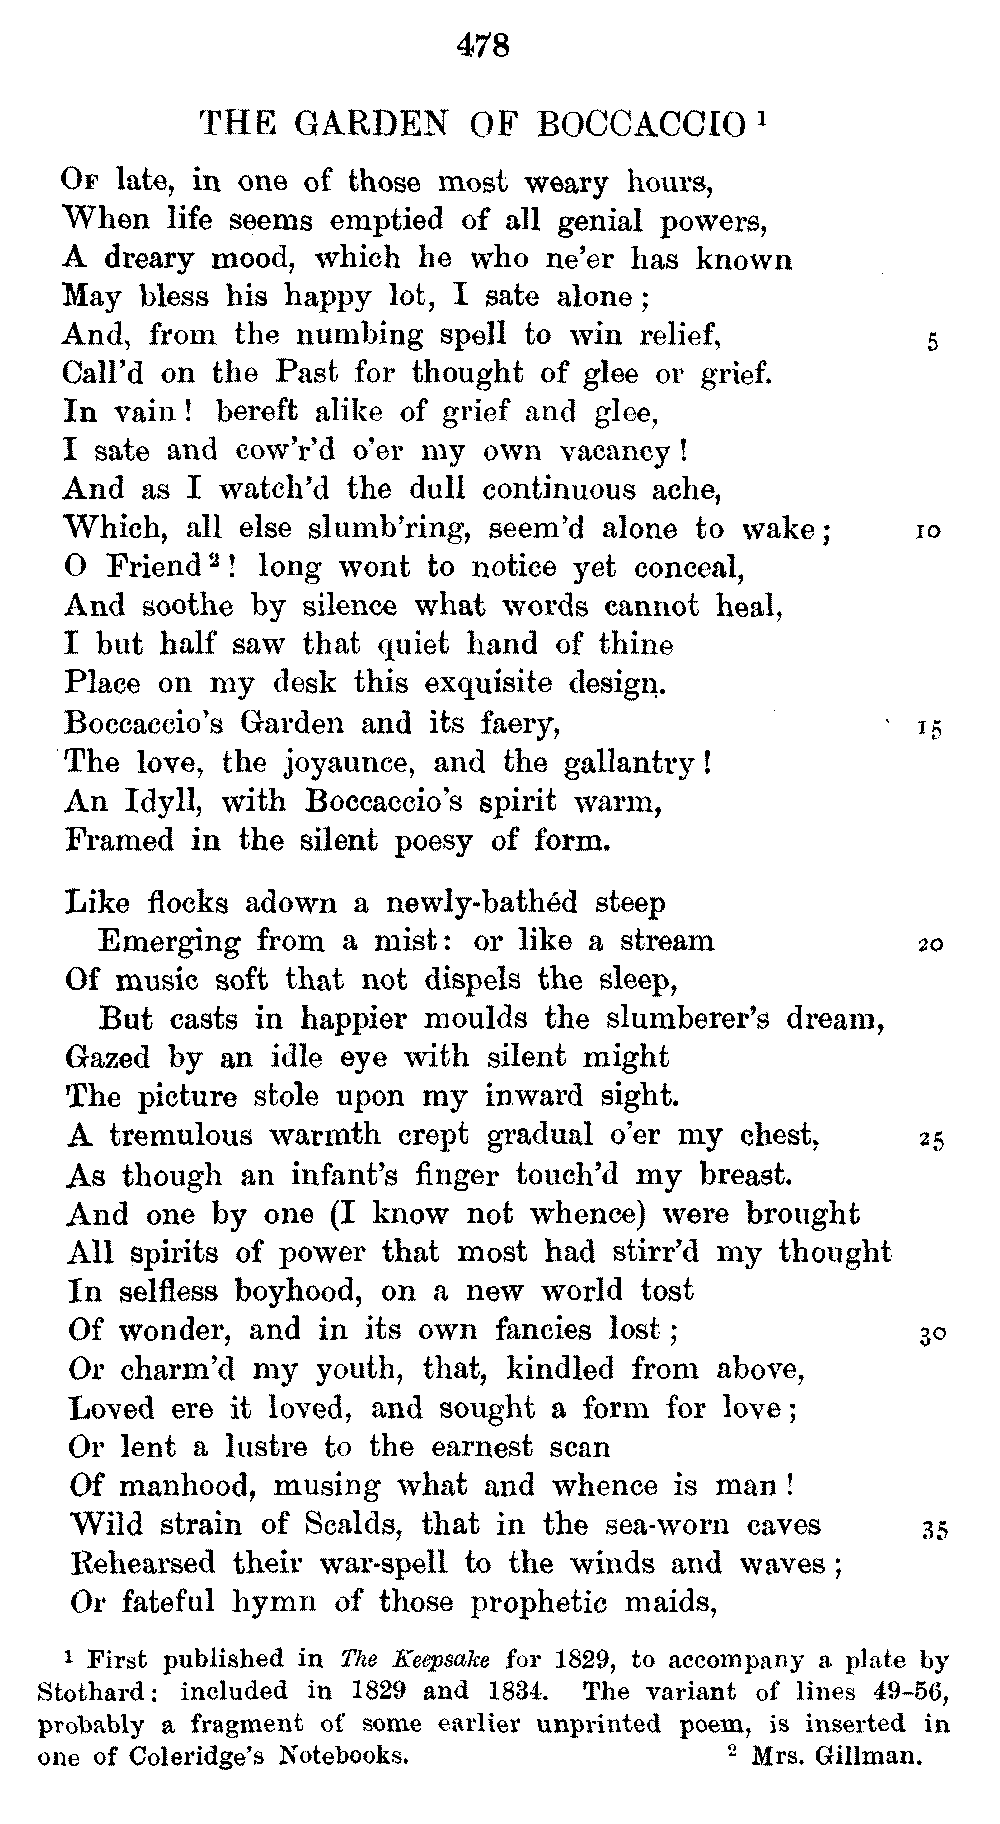 478
THE GARDEN OF BOCCACCIO ¹
OF late, in one of those most weary hours,
When life seems emptied of all genial powers,
A dreary mood, which he who ne'er has known
May bless his happy lot, I sate alone;
And, from the numbing spell to win relief, 5
Call'd on the Past for thought of glee or grief.
In vain! bereft alike of grief and glee,
I sate and cow'r'd o'er my own vacancy!
And as I watch'd the dull continuous ache,
Which, all else slumb'ring, seem'd alone to wake; 10
O Friend ²! long wont to notice yet conceal,
And soothe by silence what words cannot heal,
I but half saw that quiet hand of thine
Place on my desk this exquisite design.
Boccaccio's Garden and its faery, 15
The love, the joyaunce, and the gallantry!
An Idyll, with Boccaccio's spirit warm,
Framed in the silent poesy of form.
Like flocks adown a newly-bathéd steep
Emerging from a mist: or like a stream 20
Of music soft that not dispels the sleep,
But casts in happier moulds the slumberer's dream,
Gazed by an idle eye with silent might
The picture stole upon my inward sight.
A tremulous warmth crept gradual o'er my chest, 25
As though an infant's finger touch'd my breast.
And one by one (I know not whence) were brought
All spirits of power that most had stirr'd my thought
In selfless boyhood, on a new world tost
Of wonder, and in its own fancies lost; 30
Or charm'd my youth, that, kindled from above,
Loved ere it loved, and sought a form for love;
Or lent a lustre to the earnest scan
Of manhood, musing what and whence is man!
Wild strain of Scalds, that in the sea-worn caves 35
Rehearsed their war-spell to the winds and waves;
Or fateful hymn of those prophetic maids,
¹ First published in The Keepsake for 1829, to accompany a plate by
Stothard: included in 1829 and 1834. The variant of lines 49-56,
probably a fragment of some earlier unprinted poem, is inserted in
one of Coleridge's Notebooks. ² Mrs. Gillman.